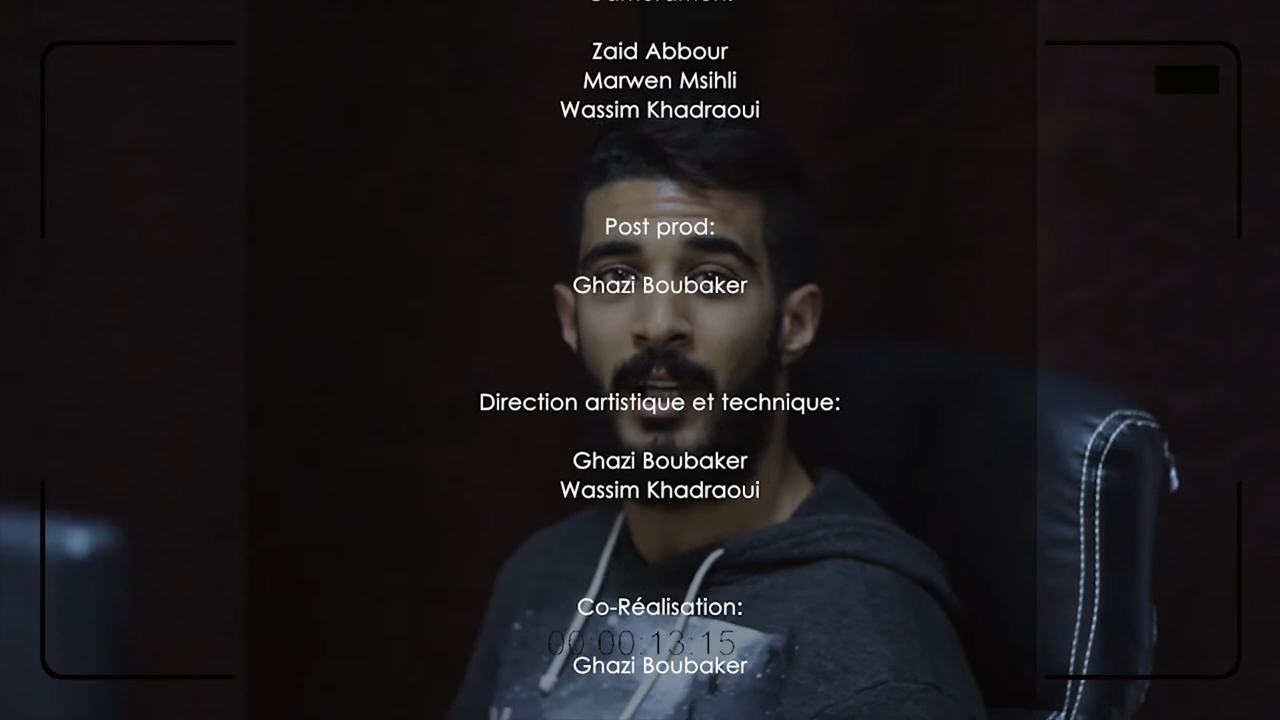 Zaid Abbour
Marwen Msihli
Wassim Khadraoui
Post prod:
Ghazi Boubaker
Direction artistique et technique:
Ghazi Boubaker
Wassim Khadraoui
Co-Réalisation:
00:00:13:15
Ghazi Boubaker